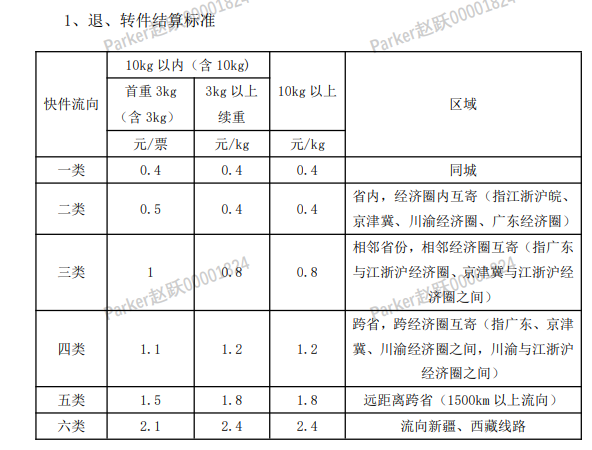 1、退、转件结算标准
Parker赵跃00001824
Parker赵跃00001824
快件流向
10kg 以内（含 10kg）
10kg 以上
区域
首重 3kg
（含 3kg）
3kg 以上
续重
元/票
元/kg
元/kg
一类
0.4
0.4
0.4
同城
二类
0.5
0.4
0.4
省内，经济圈内互寄（指江浙沪皖、
京津冀、川渝经济圈、广东经济圈）
三类
1
0.8
0.8
相邻省份，相邻经济圈互寄（指广东
与江浙沪经济圈、京津冀与江浙沪经
济圈之间）
Parker赵跃00001824
Parker赵跃00001824
四类
1.1
1.2
1.2
跨省，跨经济圈互寄（指广东、京津
冀、川渝经济圈之间，川渝与江浙沪
经济圈之间）
五类
1.5
1.8
1.8
远距离跨省（1500km 以上流向）
六类
2.1
2.4
2.4
流向新疆、西藏线路